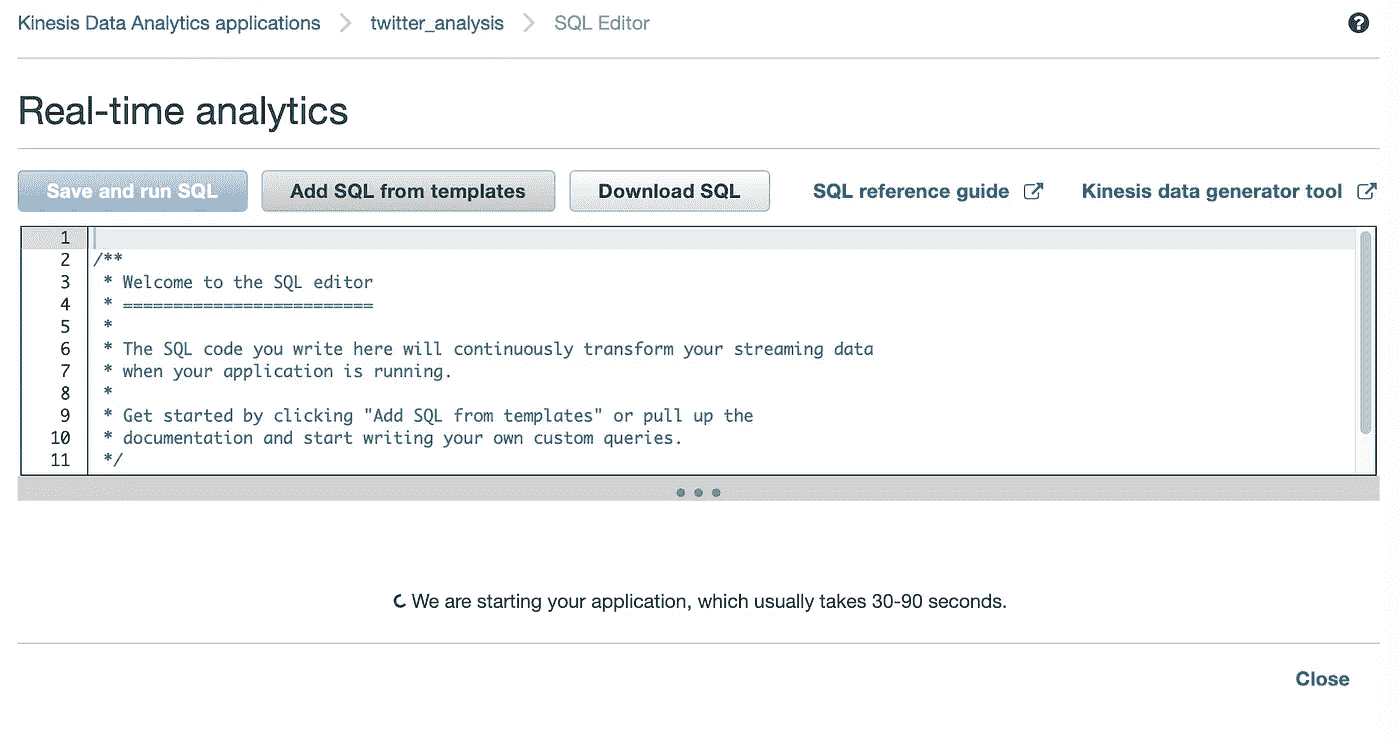 Kinesis Data Analytics applications > twitter_analysis > SQL Editor
Real-time analytics
Save and run SQL Add SQL from templates Download SQL SQL reference guide Kinesis data generator tool
1
2 /**
3  * Welcome to the SQL editor
4  * =========================
5  *
6  * The SQL code you write here will continuously transform your streaming data
7  * when your application is running.
8  *
9  * Get started by clicking "Add SQL from templates" or pull up the
10  * documentation and start writing your own custom queries.
11  */
We are starting your application, which usually takes 30-90 seconds.
Close